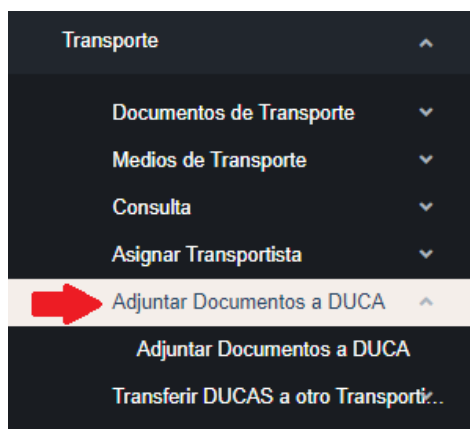 Transporte
Documentos de Transporte
Medios de Transporte
Consulta
Asignar Transportista
Adjuntar Documentos a DUCA
Adjuntar Documentos a DUCA
Transferir DUCAS a otro Transporti...